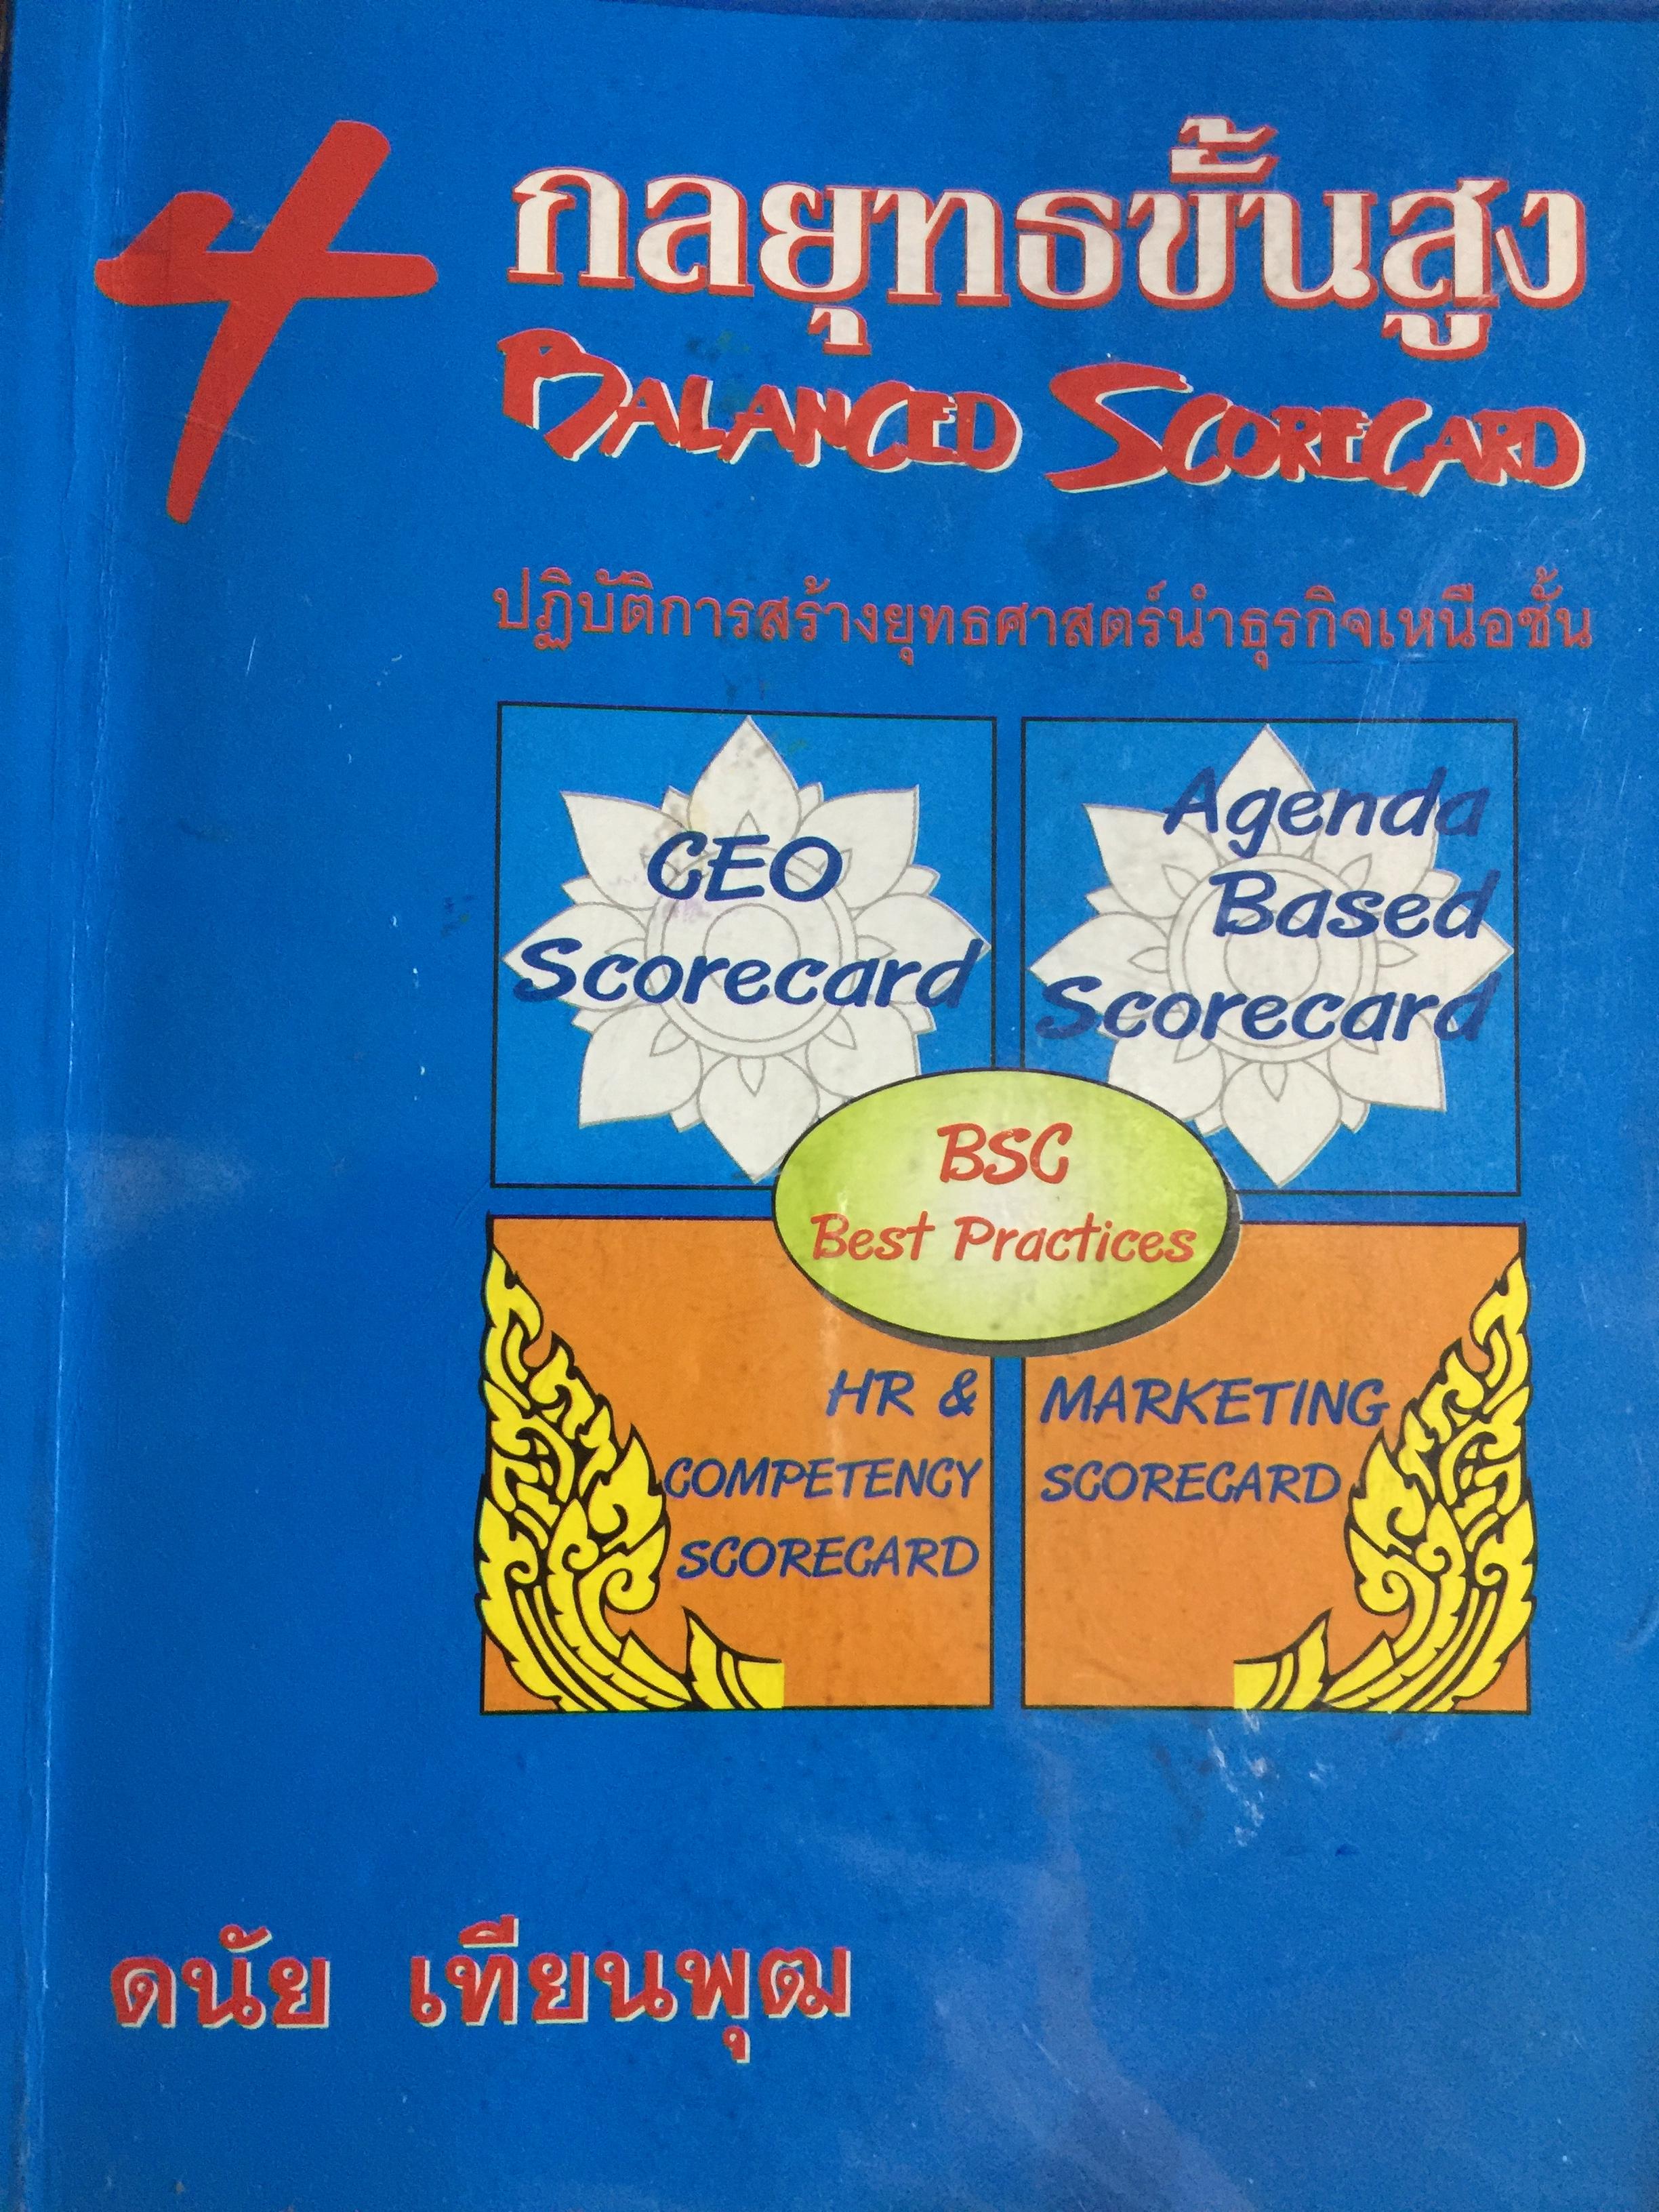 4 กลยุทธขั้นสูง
BALANCED SCORECARD
ปฏิบัติการสร้างยุทธศาสตร์นำธุรกิจเหนือชั้น
CEO
Scorecard
Agenda
Based
Scorecard
BSC
Best Practices
HR &
COMPETENCY
SCORECARD
MARKETING
SCORECARD
ดนัย เทียนพุฒ